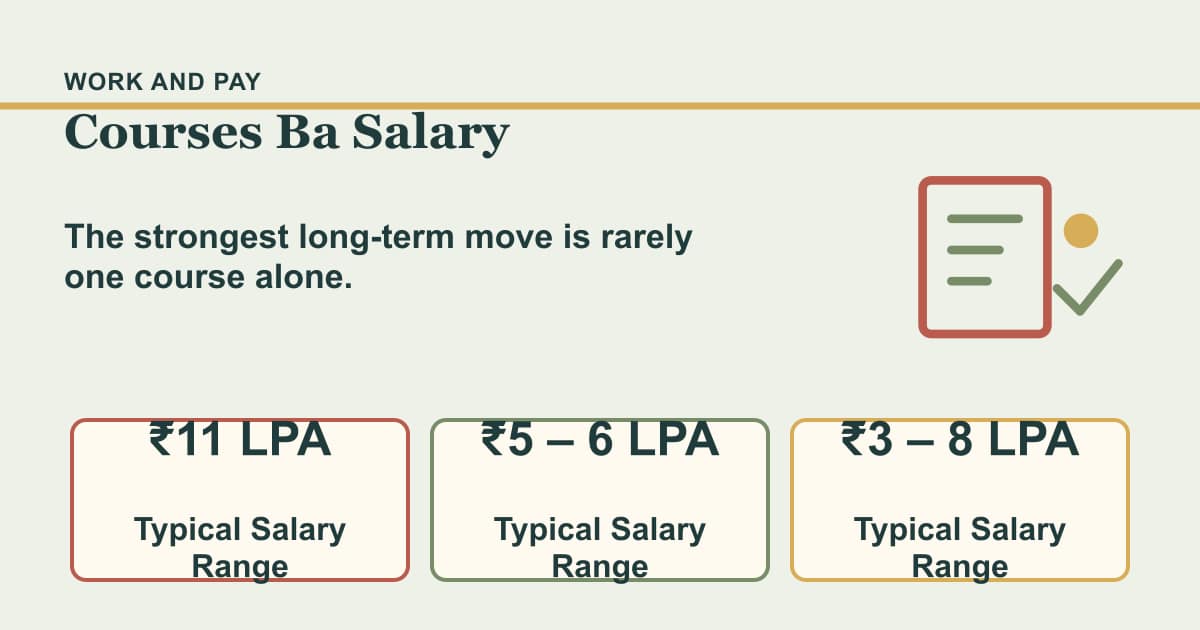 WORK AND PAY
Courses Ba Salary
The strongest long-term move is rarely
one course alone.
₹11 LPA
Typical Salary
Range
₹5 – 6 LPA
Typical Salary
Range
₹3 – 8 LPA
Typical Salary
Range